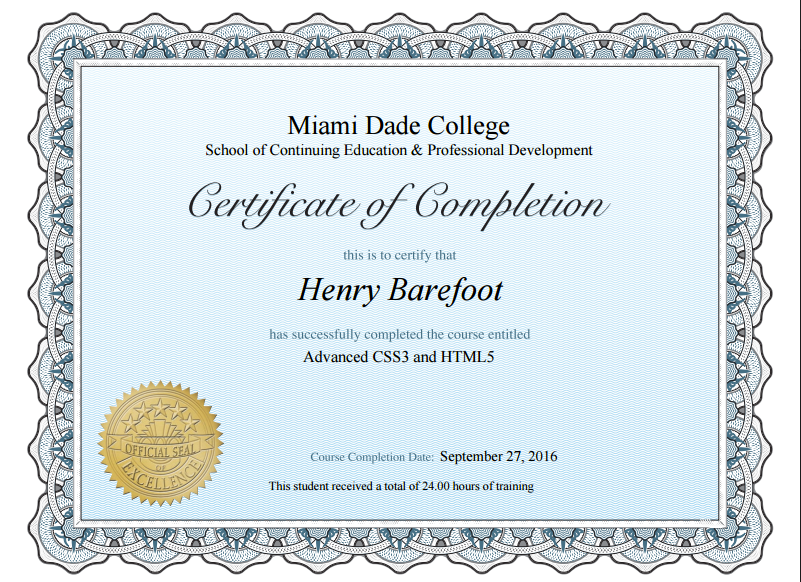 Miami Dade College
School of Continuing Education & Professional Development
Certificate of Completion
this is to certify that
Henry Barefoot
has successfully completed the course entitled
Advanced CSS3 and HTML5
OFFICIAL SEAL
OF
EXCELLENCE
Course Completion Date: September 27, 2016
This student received a total of 24.00 hours of training